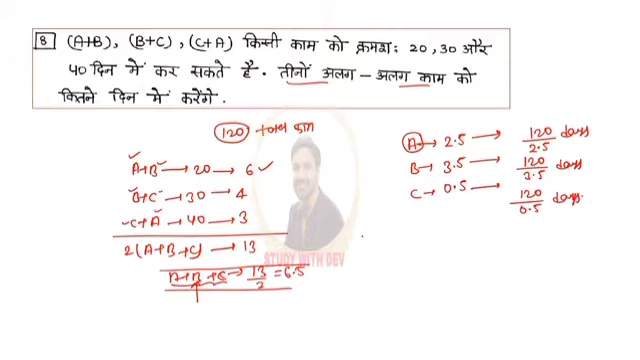 8 (A+B), (B+C), (C+A) किसी काम को क्रमशः 20, 30 और
40 दिन में कर सकते है. तीनों अलग-अलग काम को
कितने दिन में करेंगे.
120 काम
A+B → 20 → 6
B+C → 30 → 4
C+A → 40 → 3
2(A+B+C) → 13
A+B+C → 13/2 = 6.5
A → 2.5 → 120/2.5 days
B → 3.5 → 120/3.5 days
C → 0.5 → 120/0.5 days
STUDY WITH DEV